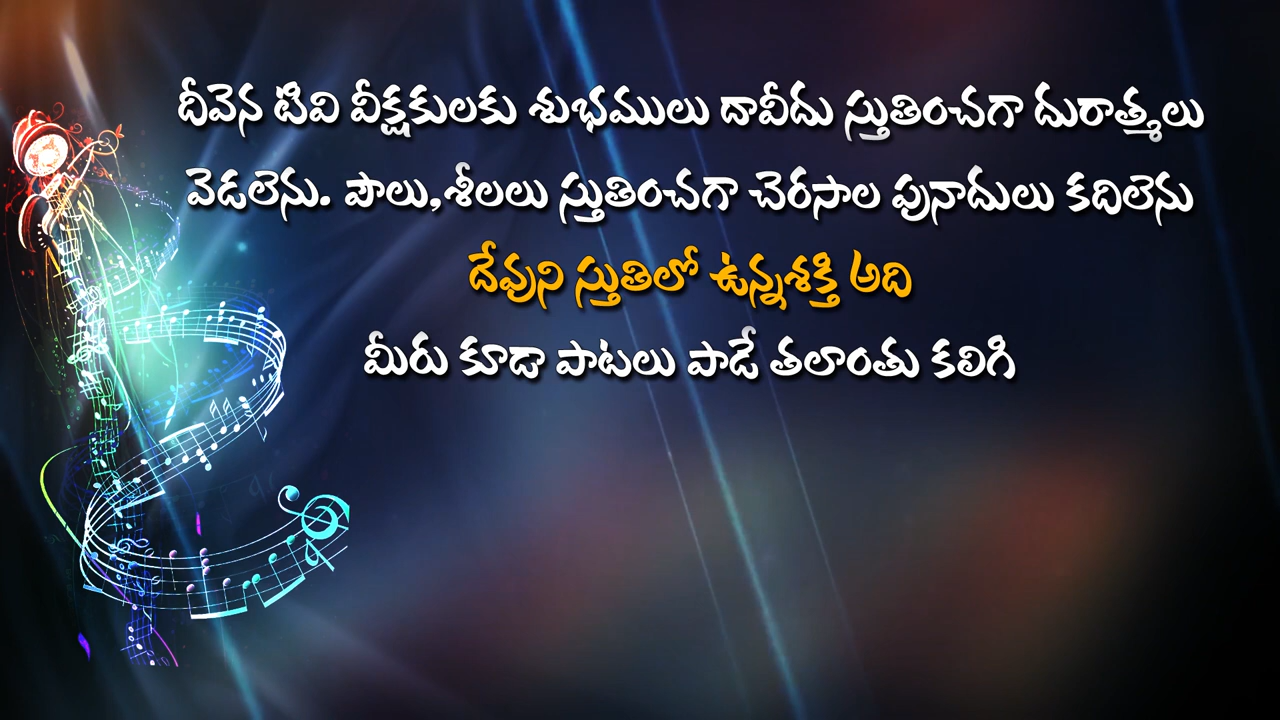 దీవెన టివి వీక్షకులకు శుభములు దావీదు స్తుతించగా దురాత్మలు
వెడలెను. పౌలు,శీలలు స్తుతించగా చెరసాల పునాదులు కదిలెను
దేవుని స్తుతిలో ఉన్నశక్తి అది
మీరు కూడా పాటలు పాడే తలాంతు కలిగి